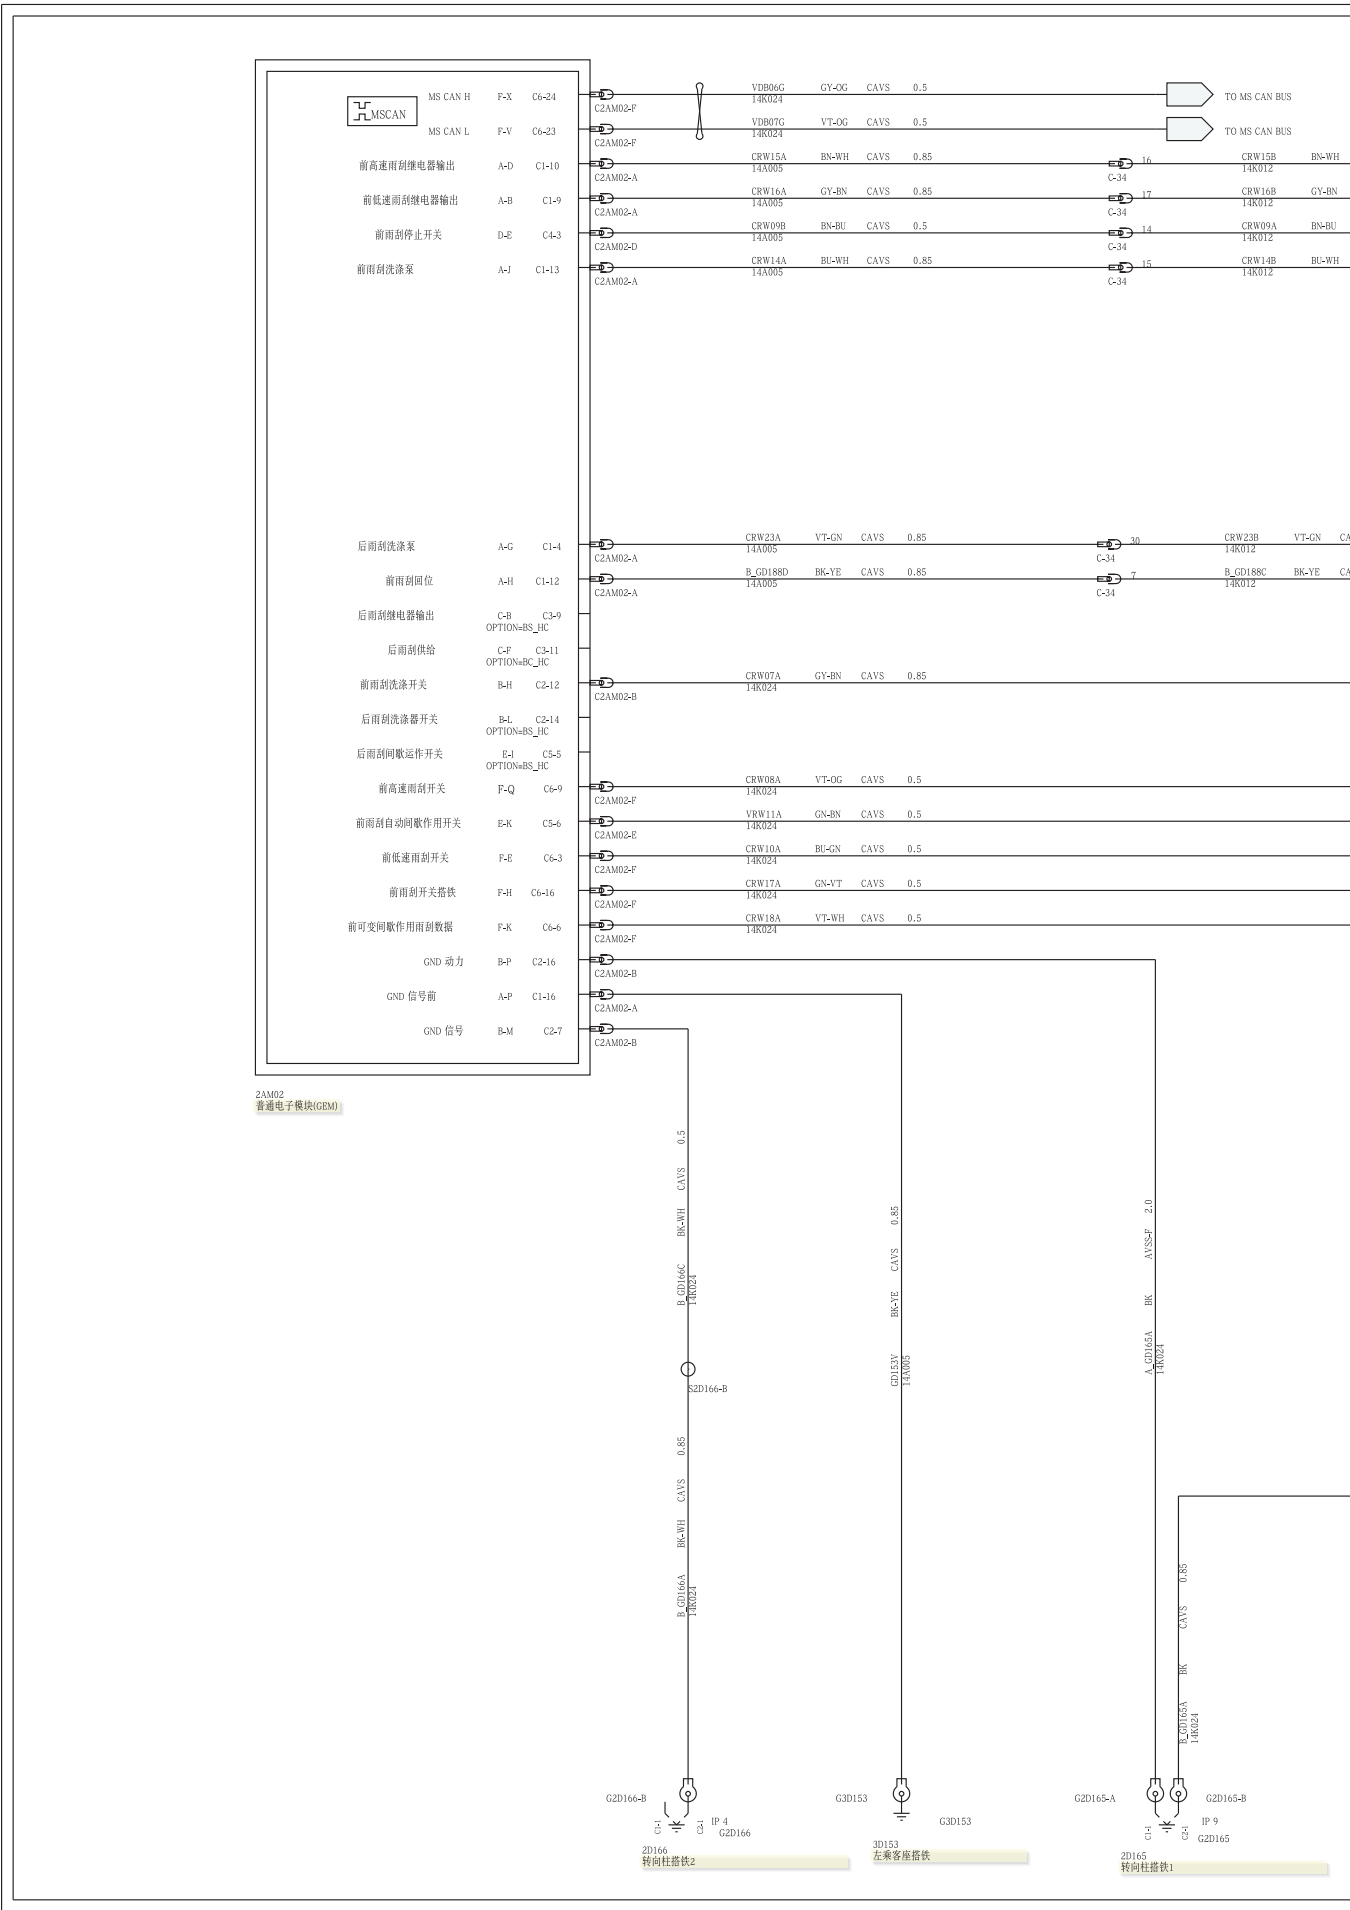 MSCAN
MS CAN H F-X C6-24 C2AM02-F VDB06G GY-OG CAVS 0.5 TO MS CAN BUS
14K024
MS CAN L F-V C6-23 C2AM02-F VDB07G VT-OG CAVS 0.5 TO MS CAN BUS
14K024
前高速雨刮继电器输出 A-D C1-10 C2AM02-A CRW15A BN-WH CAVS 0.85 16 CRW15B BN-WH
14A005 C-34 14K012
前低速雨刮继电器输出 A-B C1-9 C2AM02-A CRW16A GY-BN CAVS 0.85 17 CRW16B GY-BN
14A005 C-34 14K012
前雨刮停止开关 D-E C4-3 C2AM02-D CRW09B BN-BU CAVS 0.5 14 CRW09A BN-BU
14A005 C-34 14K012
前雨刮洗涤泵 A-J C1-13 C2AM02-A CRW14A BU-WH CAVS 0.85 15 CRW14B BU-WH
14A005 C-34 14K012
后雨刮洗涤泵 A-G C1-4 C2AM02-A CRW23A VT-GN CAVS 0.85 30 CRW23B VT-GN CA
14A005 C-34 14K012
前雨刮回位 A-H C1-12 C2AM02-A B_GD188D BK-YE CAVS 0.85 7 B_GD188C BK-YE CA
14A005 C-34 14K012
后雨刮继电器输出 C-B C3-9
OPTION=BS_HC
后雨刮供给 C-F C3-11
OPTION=BC_HC
前雨刮洗涤开关 B-H C2-12 C2AM02-B CRW07A GY-BN CAVS 0.85
14K024
后雨刮洗涤器开关 B-L C2-14
OPTION=BS_HC
后雨刮间歇运作开关 E-I C5-5
OPTION=BS_HC
前高速雨刮开关 F-Q C6-9 C2AM02-F CRW08A VT-OG CAVS 0.5
14K024
前雨刮自动间歇作用开关 E-K C5-6 C2AM02-E VRW11A GN-BN CAVS 0.5
14K024
前低速雨刮开关 F-E C6-3 C2AM02-F CRW10A BU-GN CAVS 0.5
14K024
前雨刮开关搭铁 F-H C6-16 C2AM02-F CRW17A GN-VT CAVS 0.5
14K024
前可变间歇作用雨刮数据 F-K C6-6 C2AM02-F CRW18A VT-WH CAVS 0.5
14K024
GND 动力 B-P C2-16 C2AM02-B
GND 信号前 A-P C1-16 C2AM02-A
GND 信号 B-M C2-7 C2AM02-B
2AM02
普通电子模块(GEM)
B_GD166C BK-WH CAVS 0.5
14K024
S2D166-B
B_GD166A BK-WH CAVS 0.85
14K024
GD153V BK-YE CAVS 0.85
14A005
A_GD165A BK AVSS-F 2.0
14K024
B_GD165A BK CAVS 0.85
14K024
G2D166-B
C1-1 C2-1 IP 4
G2D166
2D166
转向柱搭铁2
G3D153
G3D153
3D153
左乘客座搭铁
G2D165-A G2D165-B
C1-1 C2-1 IP 9
G2D165
2D165
转向柱搭铁1